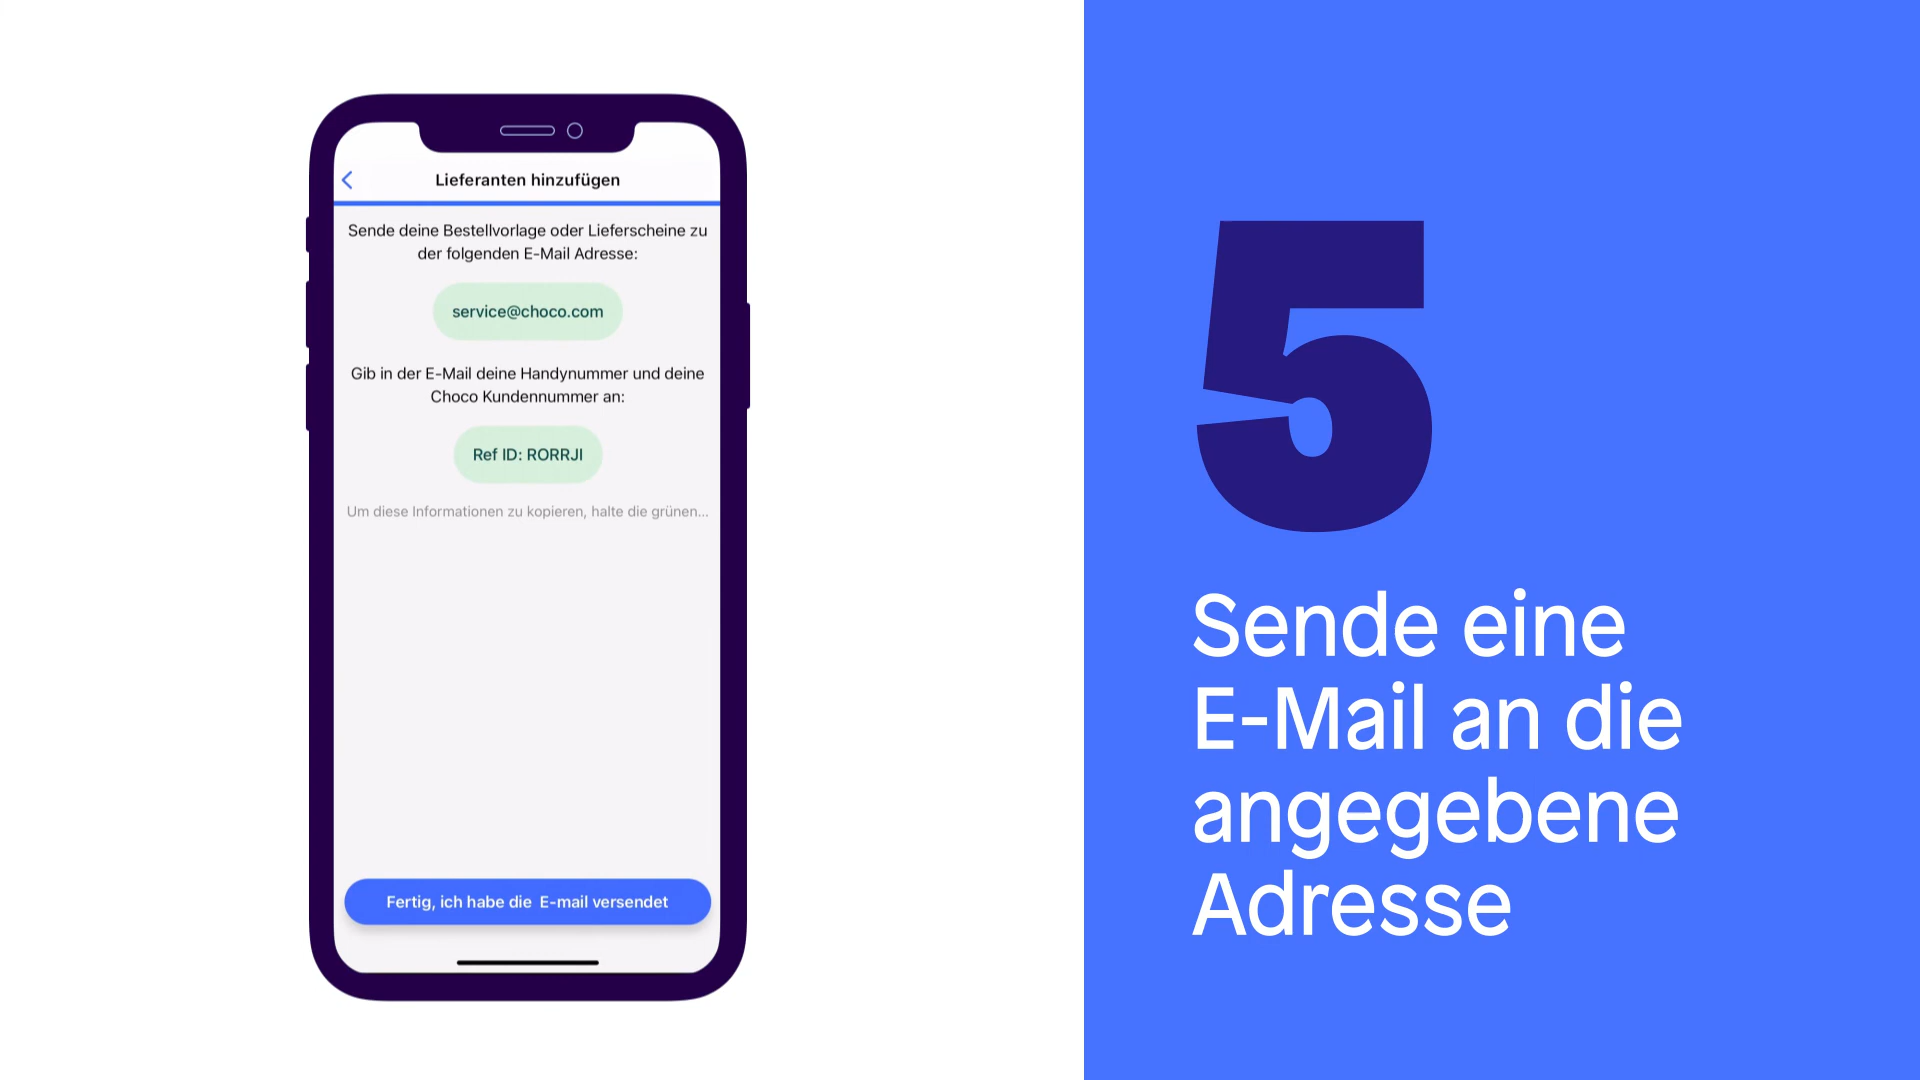 Lieferanten hinzufügen
Sende deine Bestellvorlage oder Lieferscheine zu
der folgenden E-Mail Adresse:
service@choco.com
Gib in der E-Mail deine Handynummer und deine
Choco Kundennummer an:
Ref ID: RORRJI
Um diese Informationen zu kopieren, halte die grünen...
Fertig, ich habe die  E-mail versendet
5
Sende eine
E-Mail an die
angegebene
Adresse